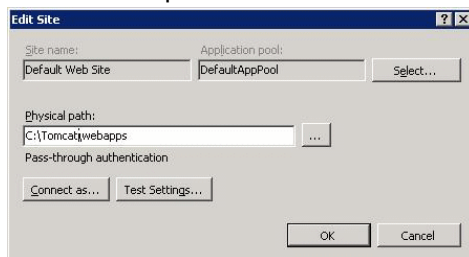 Edit Site
Site name:
Application pool:
Default Web Site
DefaultAppPool
Select...
Physical path:
C:\Tomcat\webapps
...
Pass-through authentication
Connect as...
Test Settings...
OK
Cancel